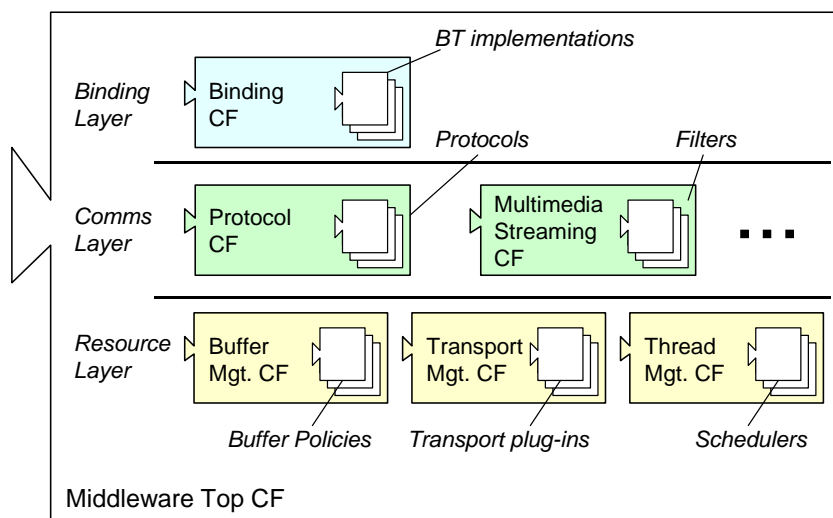 BT implementations
Binding
Layer
Binding
CF
Protocols
Filters
Comms
Layer
Protocol
CF
Multimedia
Streaming
CF
Resource
Layer
Buffer
Mgt. CF
Transport
Mgt. CF
Thread
Mgt. CF
Buffer Policies
Transport plug-ins
Schedulers
Middleware Top CF